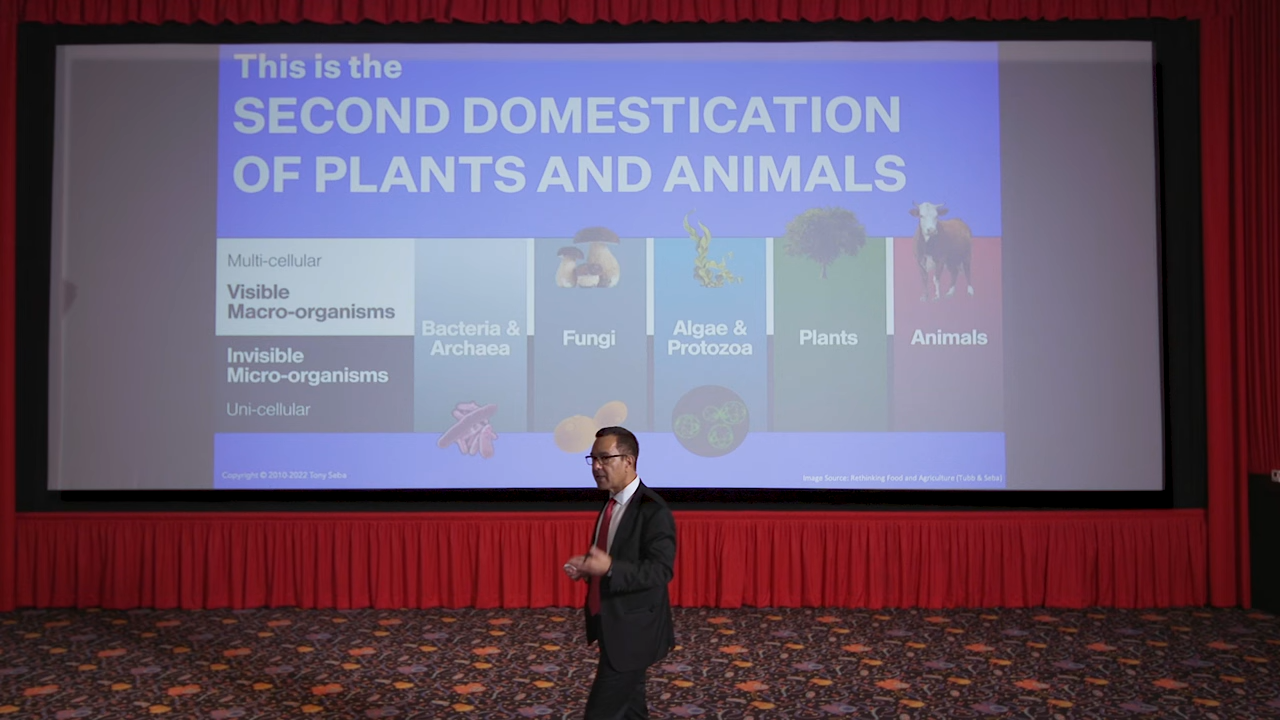 This is the
SECOND DOMESTICATION
OF PLANTS AND ANIMALS
Multi-cellular
Visible
Macro-organisms
Invisible
Micro-organisms
Uni-cellular
Bacteria &
Archaea
Fungi
Algae &
Protozoa
Plants
Animals
Copyright © 2010-2022 Tony Seba
Image Source: Rethinking Food and Agriculture (Tubb & Seba)